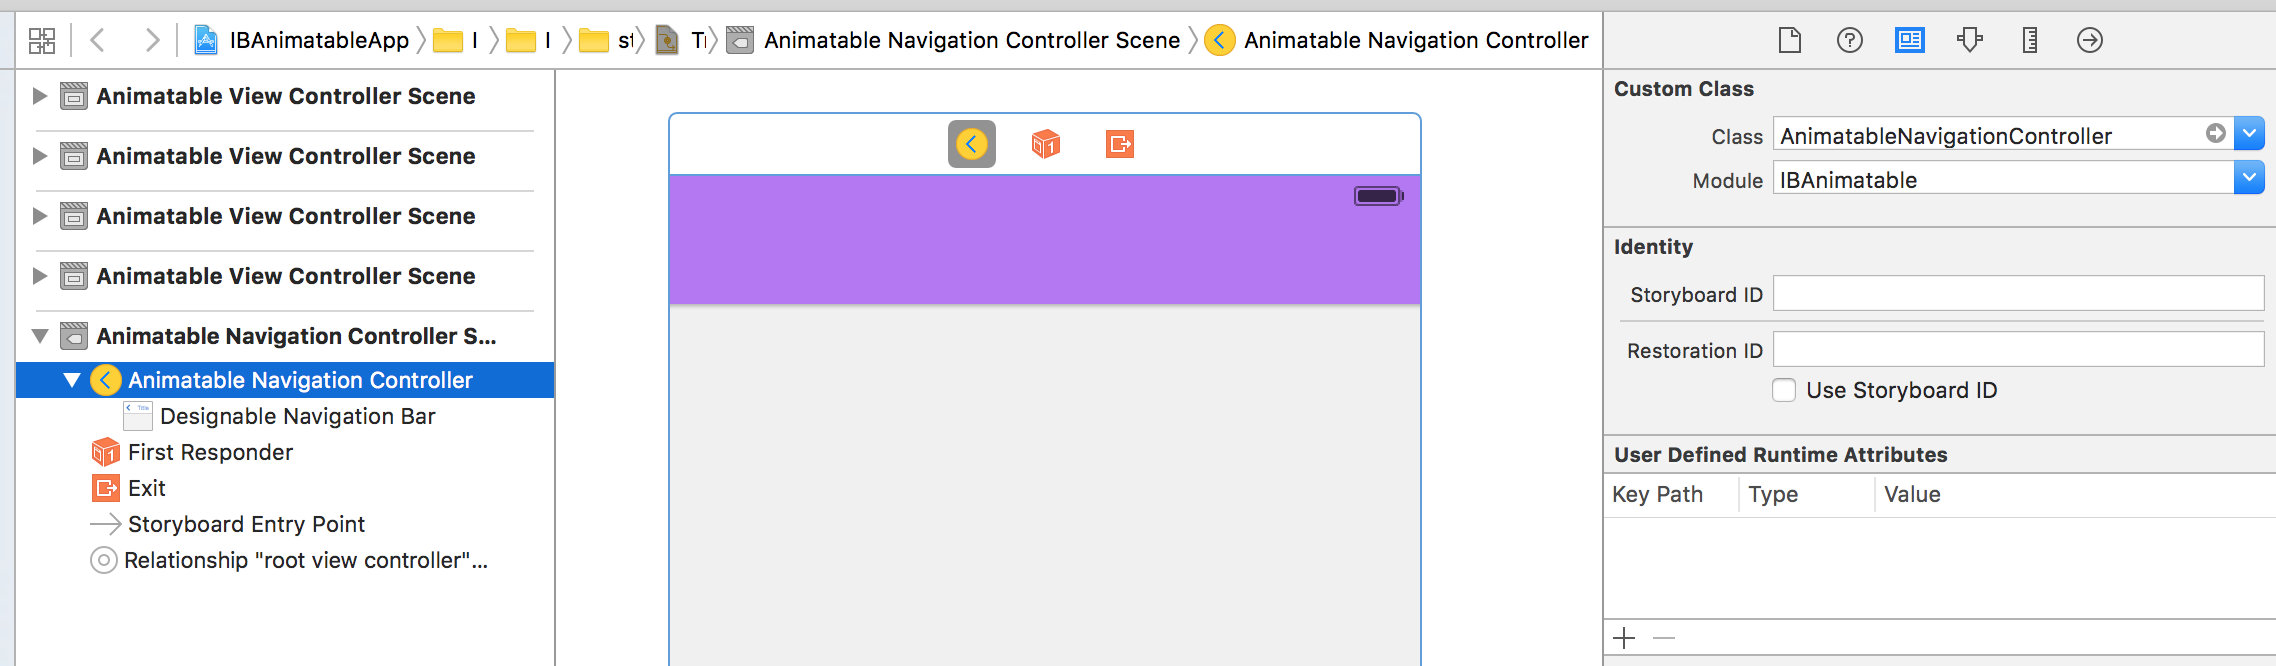 IBAnimatableApp I I st Tr Animatable Navigation Controller Scene Animatable Navigation Controller
Animatable View Controller Scene
Animatable View Controller Scene
Animatable View Controller Scene
Animatable View Controller Scene
Animatable Navigation Controller S...
Animatable Navigation Controller
Designable Navigation Bar
First Responder
Exit
Storyboard Entry Point
Relationship "root view controller"...
Custom Class
Class AnimatableNavigationController
Module IBAnimatable
Identity
Storyboard ID
Restoration ID
Use Storyboard ID
User Defined Runtime Attributes
Key Path Type Value